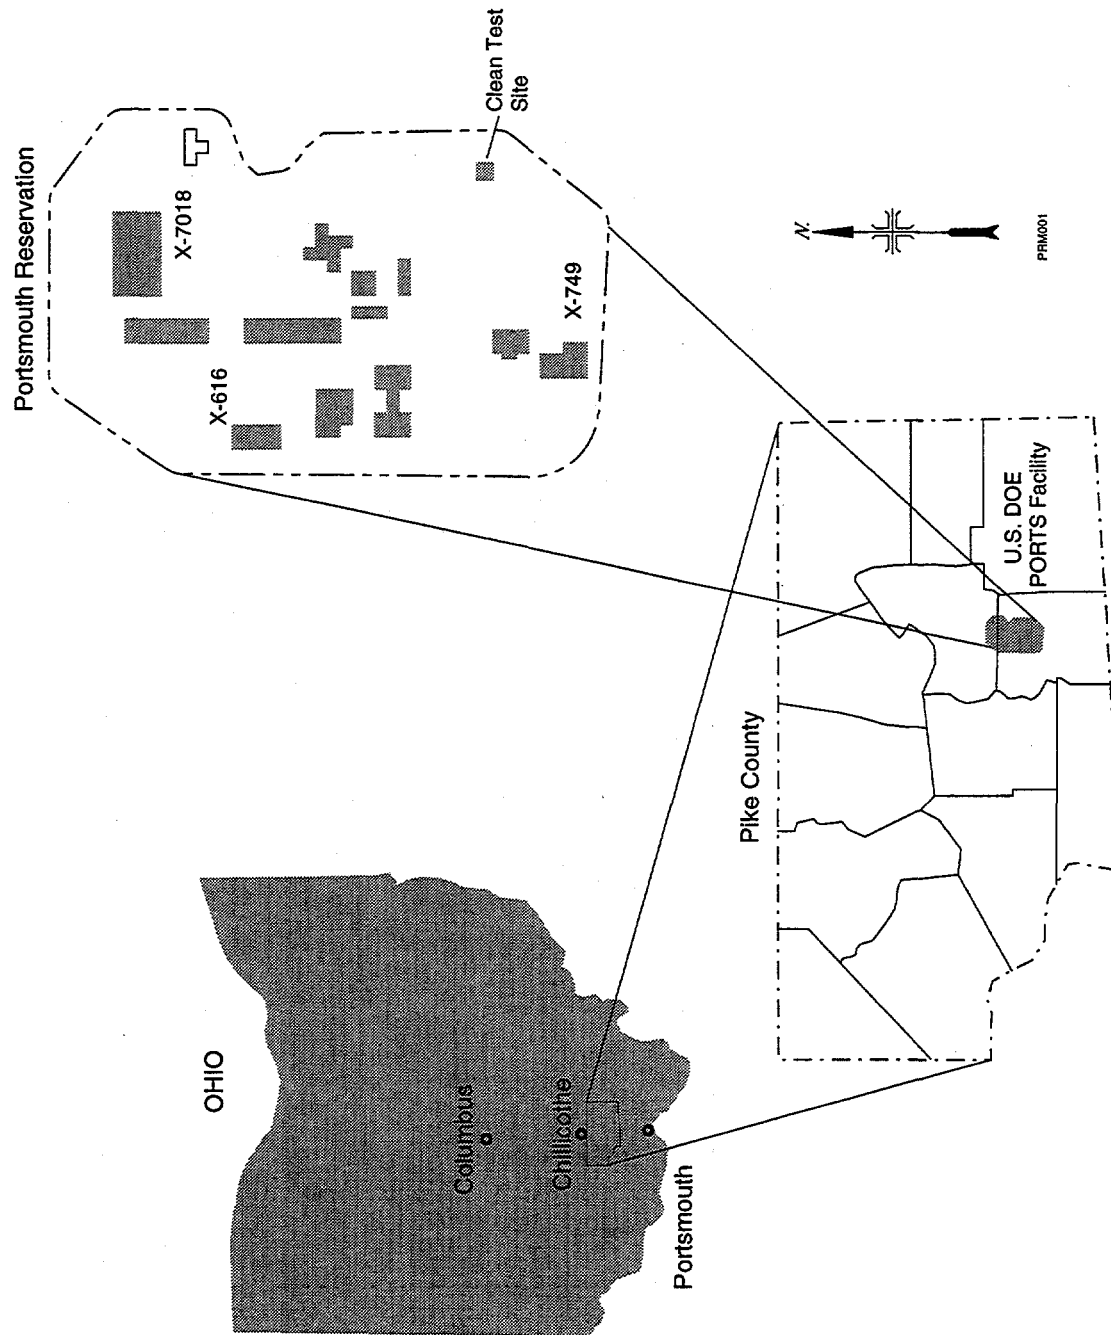 OHIO
Columbus
Chillicothe
Portsmouth
Pike County
U.S. DOE
PORTS Facility
Portsmouth Reservation
X-616
X-7018
X-749
Clean Test
Site
N.
PRM001